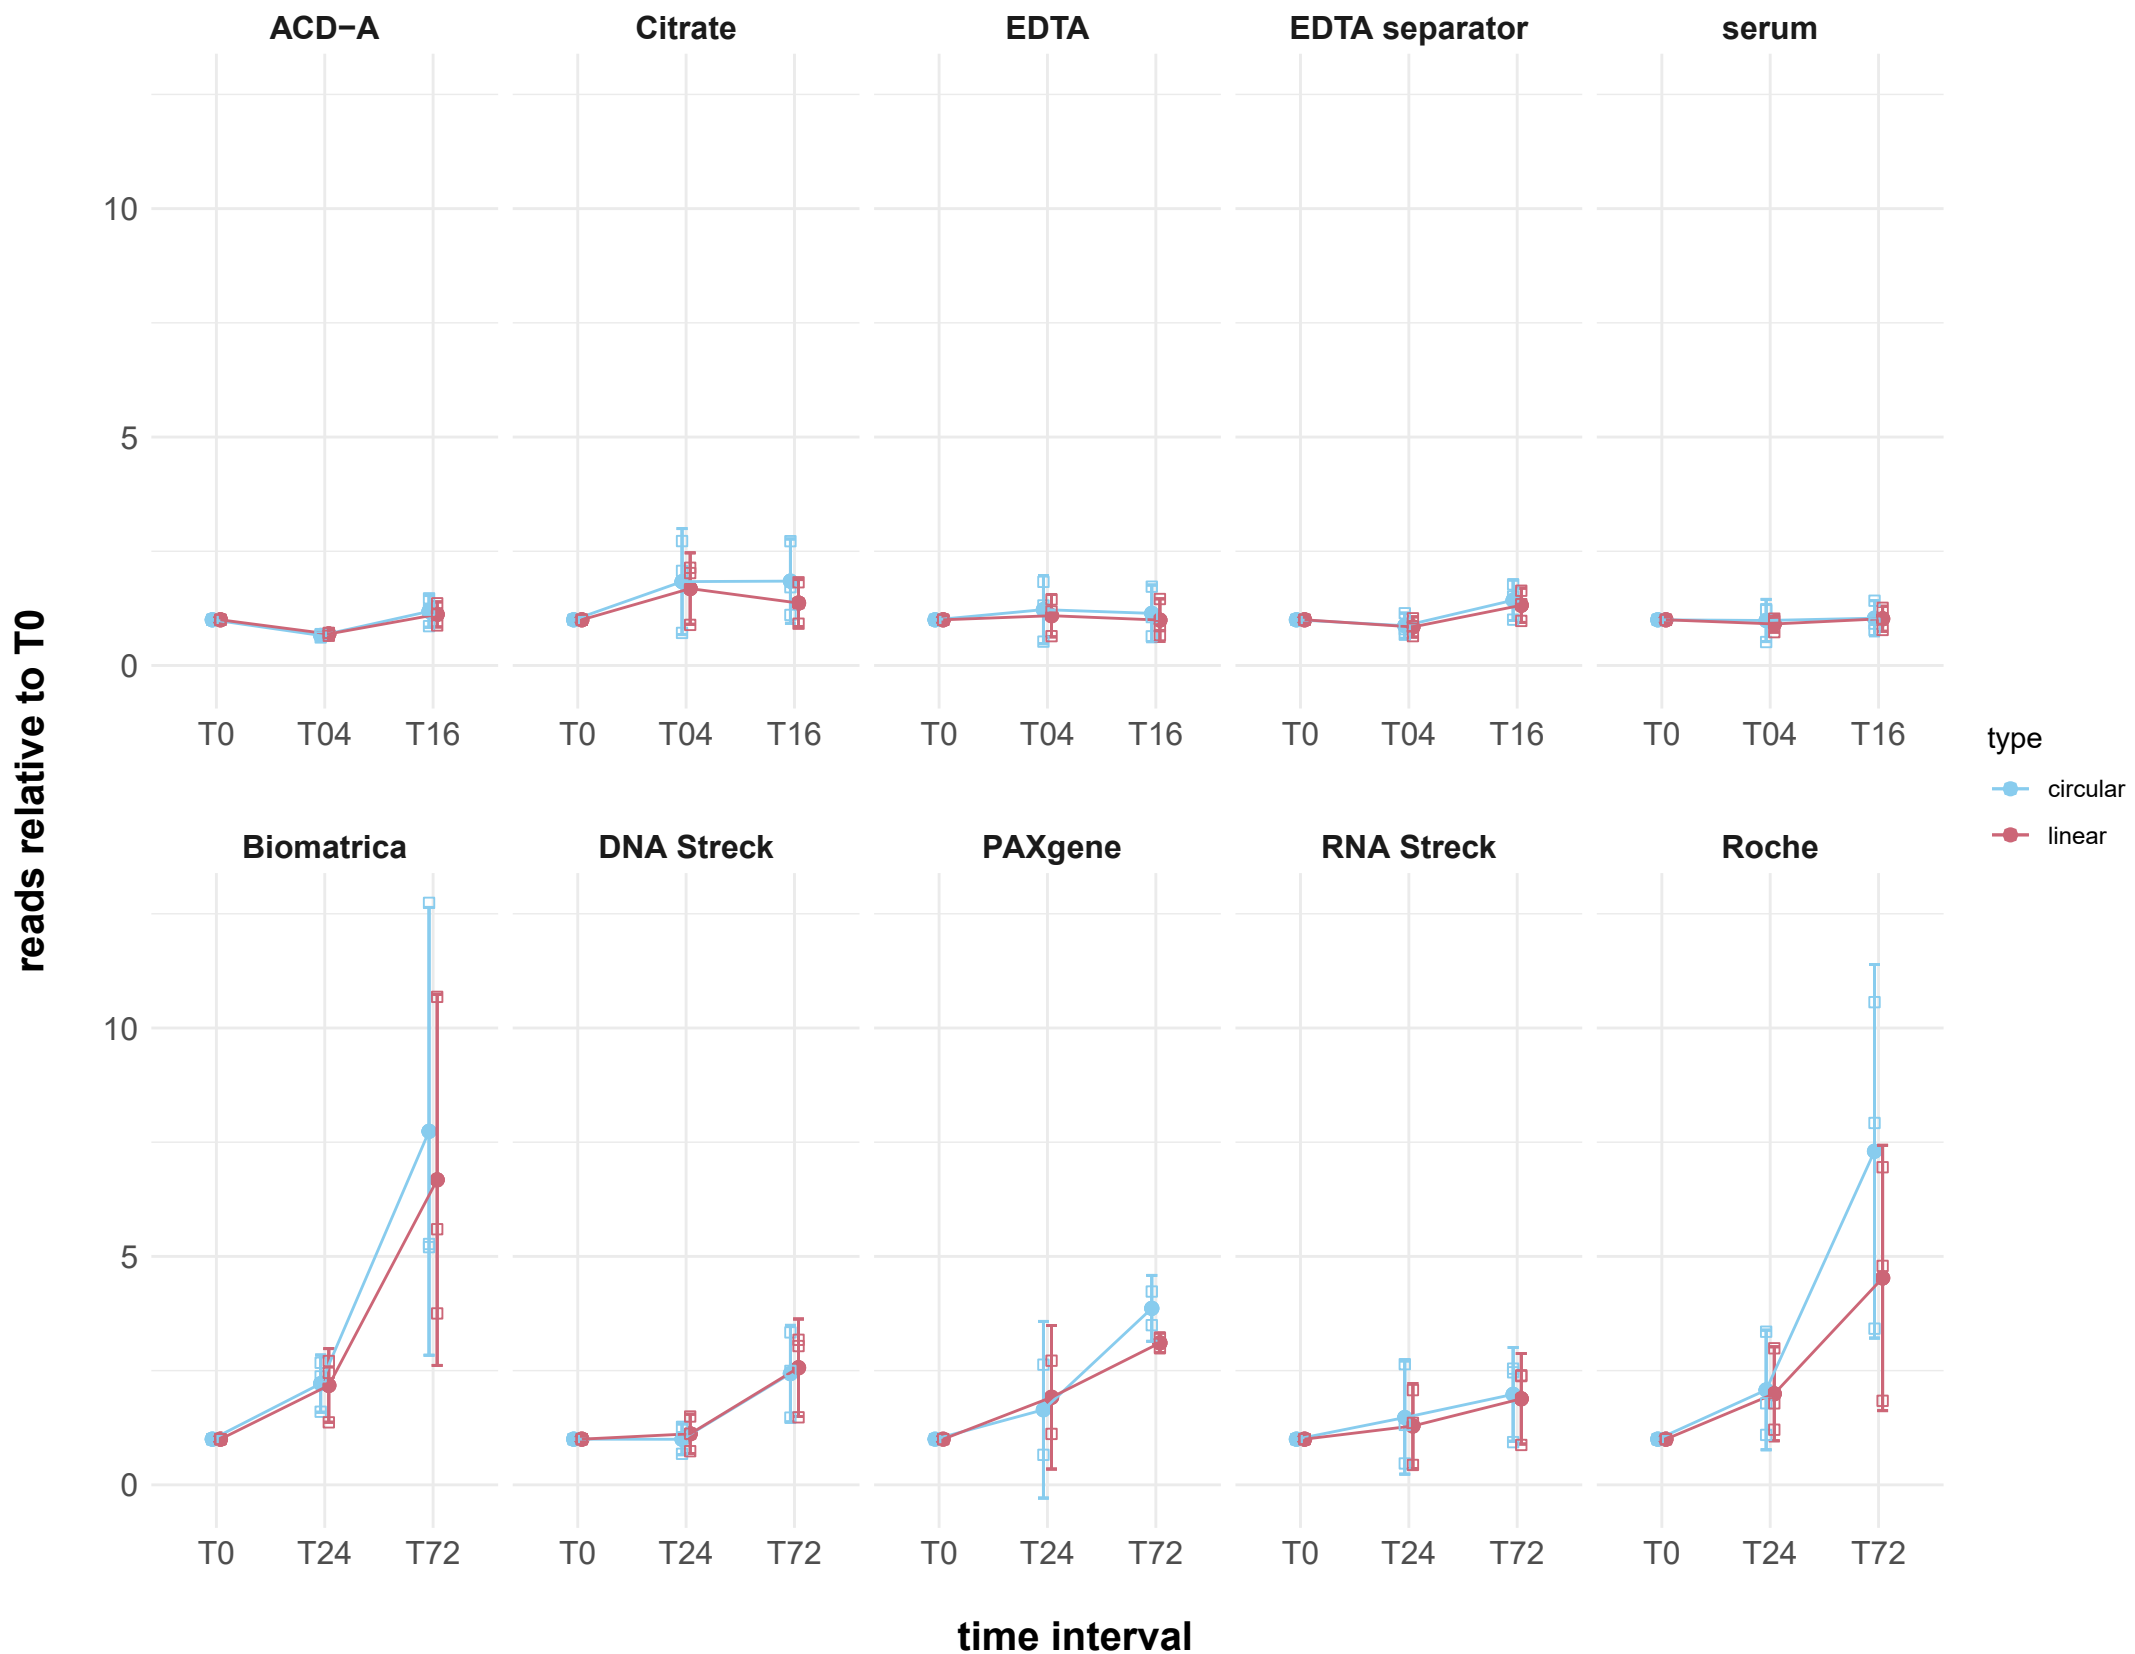 ACD−A Citrate EDTA EDTA separator serum
10
5
0
T0 T04 T16 T0 T04 T16 T0 T04 T16 T0 T04 T16 T0 T04 T16
reads relative to T0
type
circular
linear
Biomatrica DNA Streck PAXgene RNA Streck Roche
10
5
0
T0 T24 T72 T0 T24 T72 T0 T24 T72 T0 T24 T72 T0 T24 T72
time interval